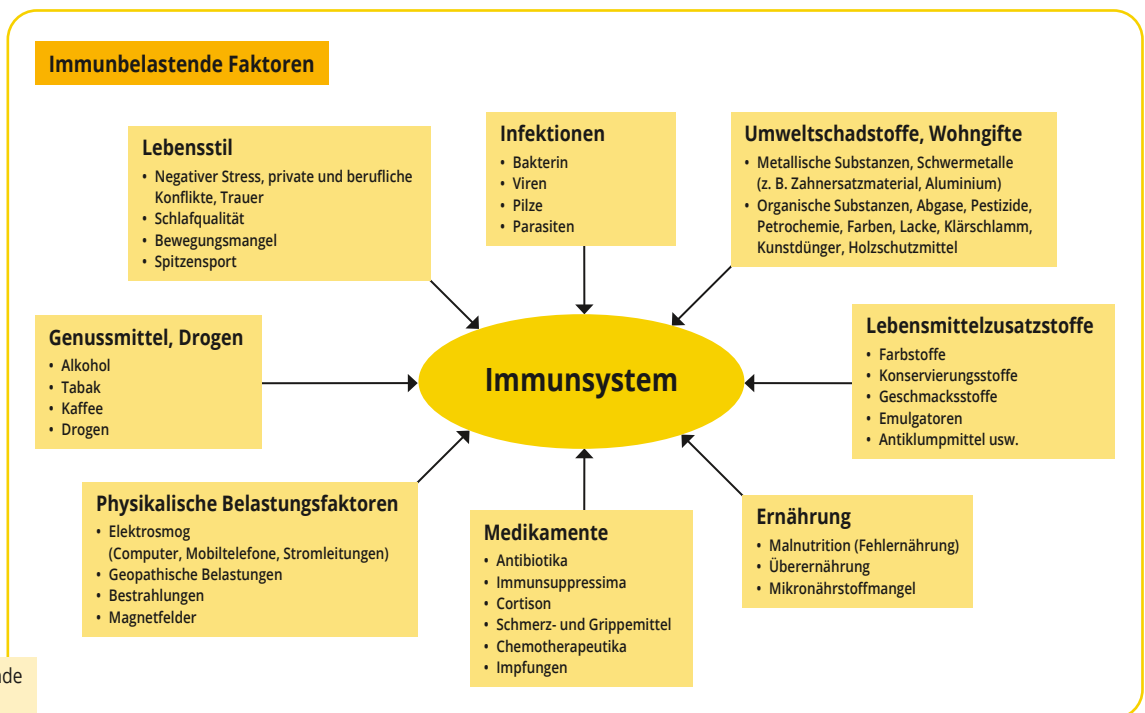 Immunbelastende Faktoren
Lebensstil
• Negativer Stress, private und berufliche
Konflikte, Trauer
• Schlafqualität
• Bewegungsmangel
• Spitzensport
Infektionen
• Bakterin
• Viren
• Pilze
• Parasiten
Umweltschadstoffe, Wohngifte
• Metallische Substanzen, Schwermetalle
(z. B. Zahnersatzmaterial, Aluminium)
• Organische Substanzen, Abgase, Pestizide,
Petrochemie, Farben, Lacke, Klärschlamm,
Kunstdünger, Holzschutzmittel
Genussmittel, Drogen
• Alkohol
• Tabak
• Kaffee
• Drogen
Immunsystem
Lebensmittelzusatzstoffe
• Farbstoffe
• Konservierungsstoffe
• Geschmacksstoffe
• Emulgatoren
• Antiklumpmittel usw.
Physikalische Belastungsfaktoren
• Elektrosmog
(Computer, Mobiltelefone, Stromleitungen)
• Geopathische Belastungen
• Bestrahlungen
• Magnetfelder
Medikamente
• Antibiotika
• Immunsuppressima
• Cortison
• Schmerz- und Grippemittel
• Chemotherapeutika
• Impfungen
Ernährung
• Malnutrition (Fehlernährung)
• Überernährung
• Mikronährstoffmangel